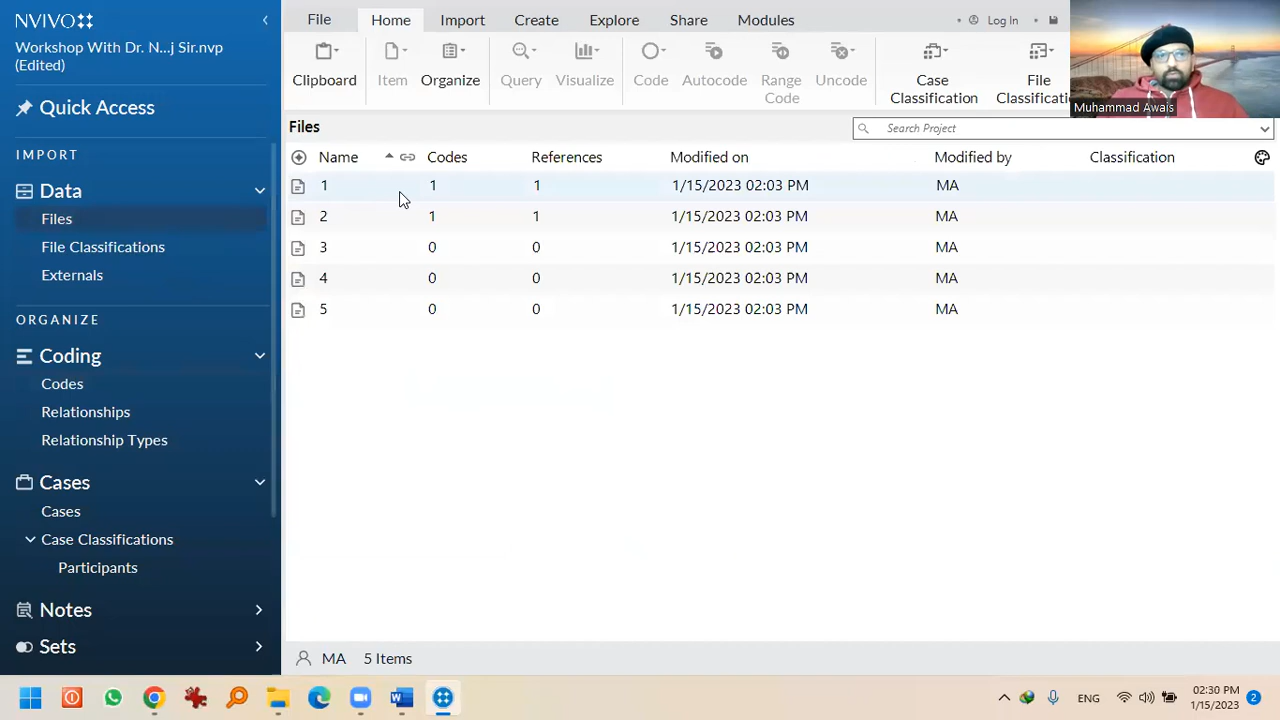 NVIVO
Workshop With Dr. N...j Sir.nvp
(Edited)
Quick Access
IMPORT
Data
Files
File Classifications
Externals
ORGANIZE
Coding
Codes
Relationships
Relationship Types
Cases
Cases
Case Classifications
Participants
Notes
Sets
File Home Import Create Explore Share Modules Log In
Clipboard Item Organize Query Visualize Code Autocode Range Code Uncode Case Classification File Classificati
Muhammad Awais
Files
Search Project
Name Codes References Modified on Modified by Classification
1 1 1 1/15/2023 02:03 PM MA
2 1 1 1/15/2023 02:03 PM MA
3 0 0 1/15/2023 02:03 PM MA
4 0 0 1/15/2023 02:03 PM MA
5 0 0 1/15/2023 02:03 PM MA
MA 5 Items
ENG 02:30 PM
1/15/2023 2